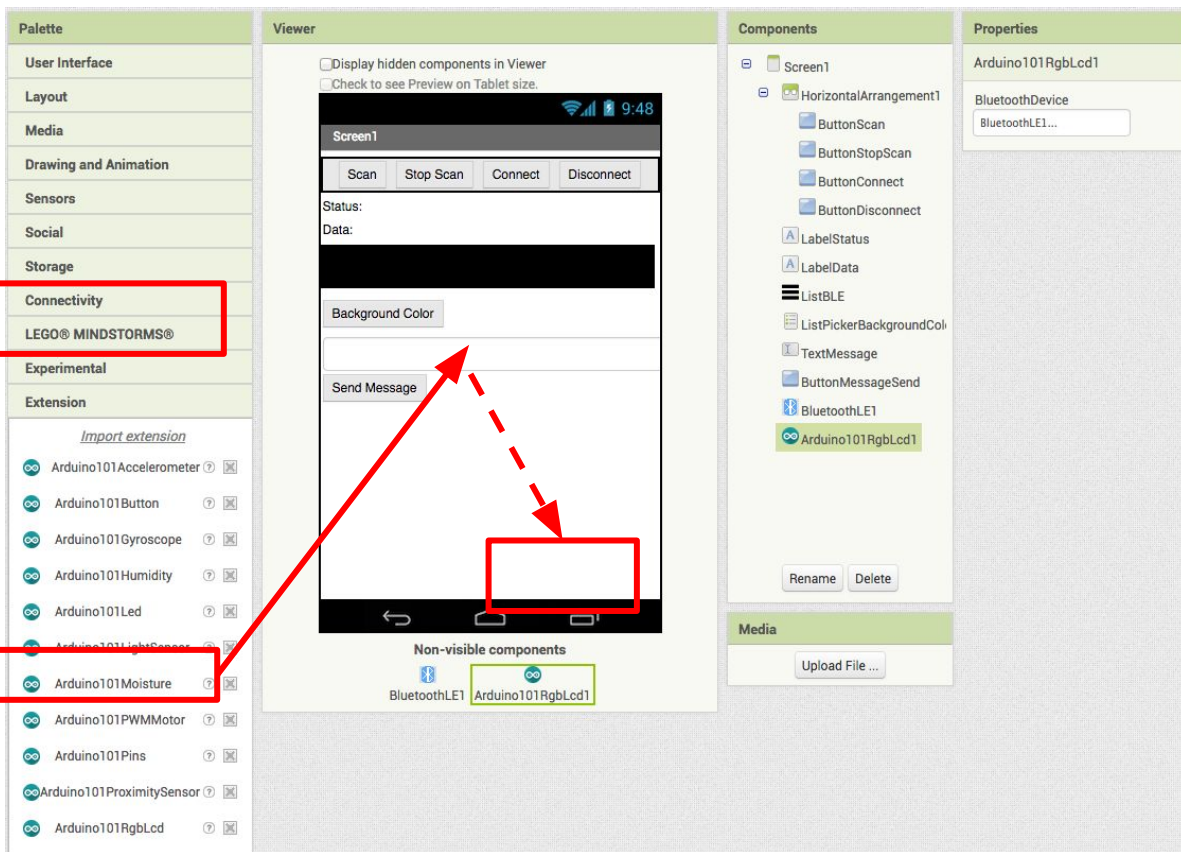 Palette
User Interface
Layout
Media
Drawing and Animation
Sensors
Social
Storage
Connectivity
LEGO® MINDSTORMS®
Experimental
Extension
Import extension
Arduino101Accelerometer ?
Arduino101Button ?
Arduino101Gyroscope ?
Arduino101Humidity ?
Arduino101Led ?
Arduino101LightSensor ?
Arduino101Moisture ?
Arduino101PWMMotor ?
Arduino101Pins ?
Arduino101ProximitySensor ?
Arduino101RgbLcd ?
Viewer
Display hidden components in Viewer
Check to see Preview on Tablet size.
9:48
Screen1
Scan Stop Scan Connect Disconnect
Status:
Data:
Background Color
Send Message
Non-visible components
BluetoothLE1 Arduino101RgbLcd1
Components
Screen1
HorizontalArrangement1
ButtonScan
ButtonStopScan
ButtonConnect
ButtonDisconnect
LabelStatus
LabelData
ListBLE
ListPickerBackgroundCol
TextMessage
ButtonMessageSend
BluetoothLE1
Arduino101RgbLcd1
Rename Delete
Media
Upload File ...
Properties
Arduino101RgbLcd1
BluetoothDevice
BluetoothLE1...